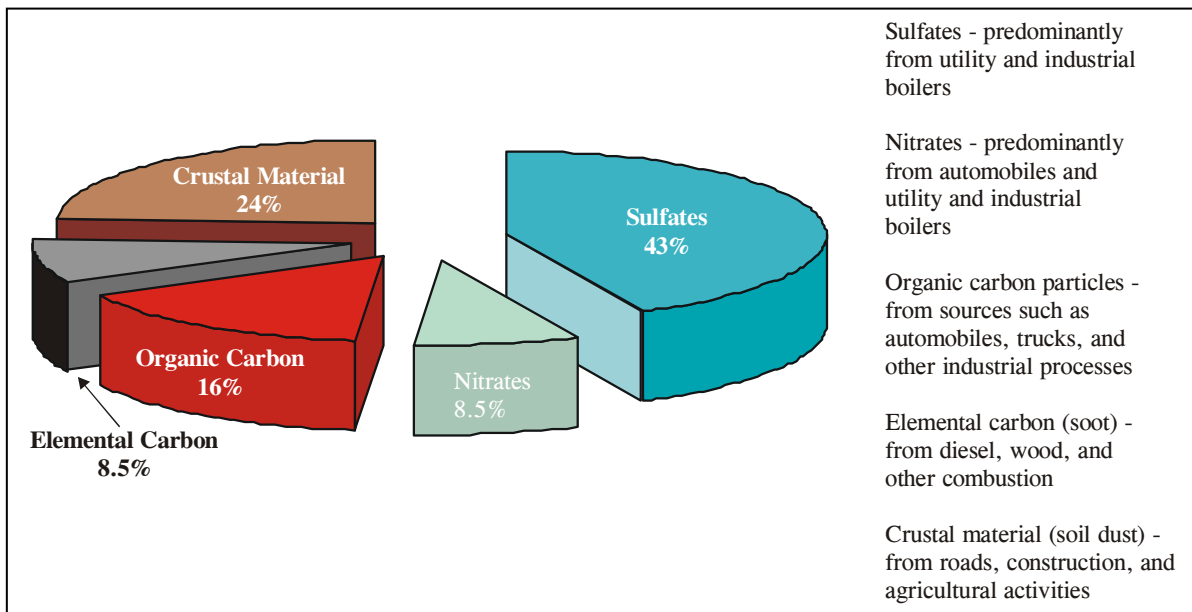 Crustal Material
24%
Sulfates
43%
Organic Carbon
16%
Nitrates
8.5%
Elemental Carbon
8.5%
Sulfates - predominantly
from utility and industrial
boilers
Nitrates - predominantly
from automobiles and
utility and industrial
boilers
Organic carbon particles -
from sources such as
automobiles, trucks, and
other industrial processes
Elemental carbon (soot) -
from diesel, wood, and
other combustion
Crustal material (soil dust) -
from roads, construction, and
agricultural activities